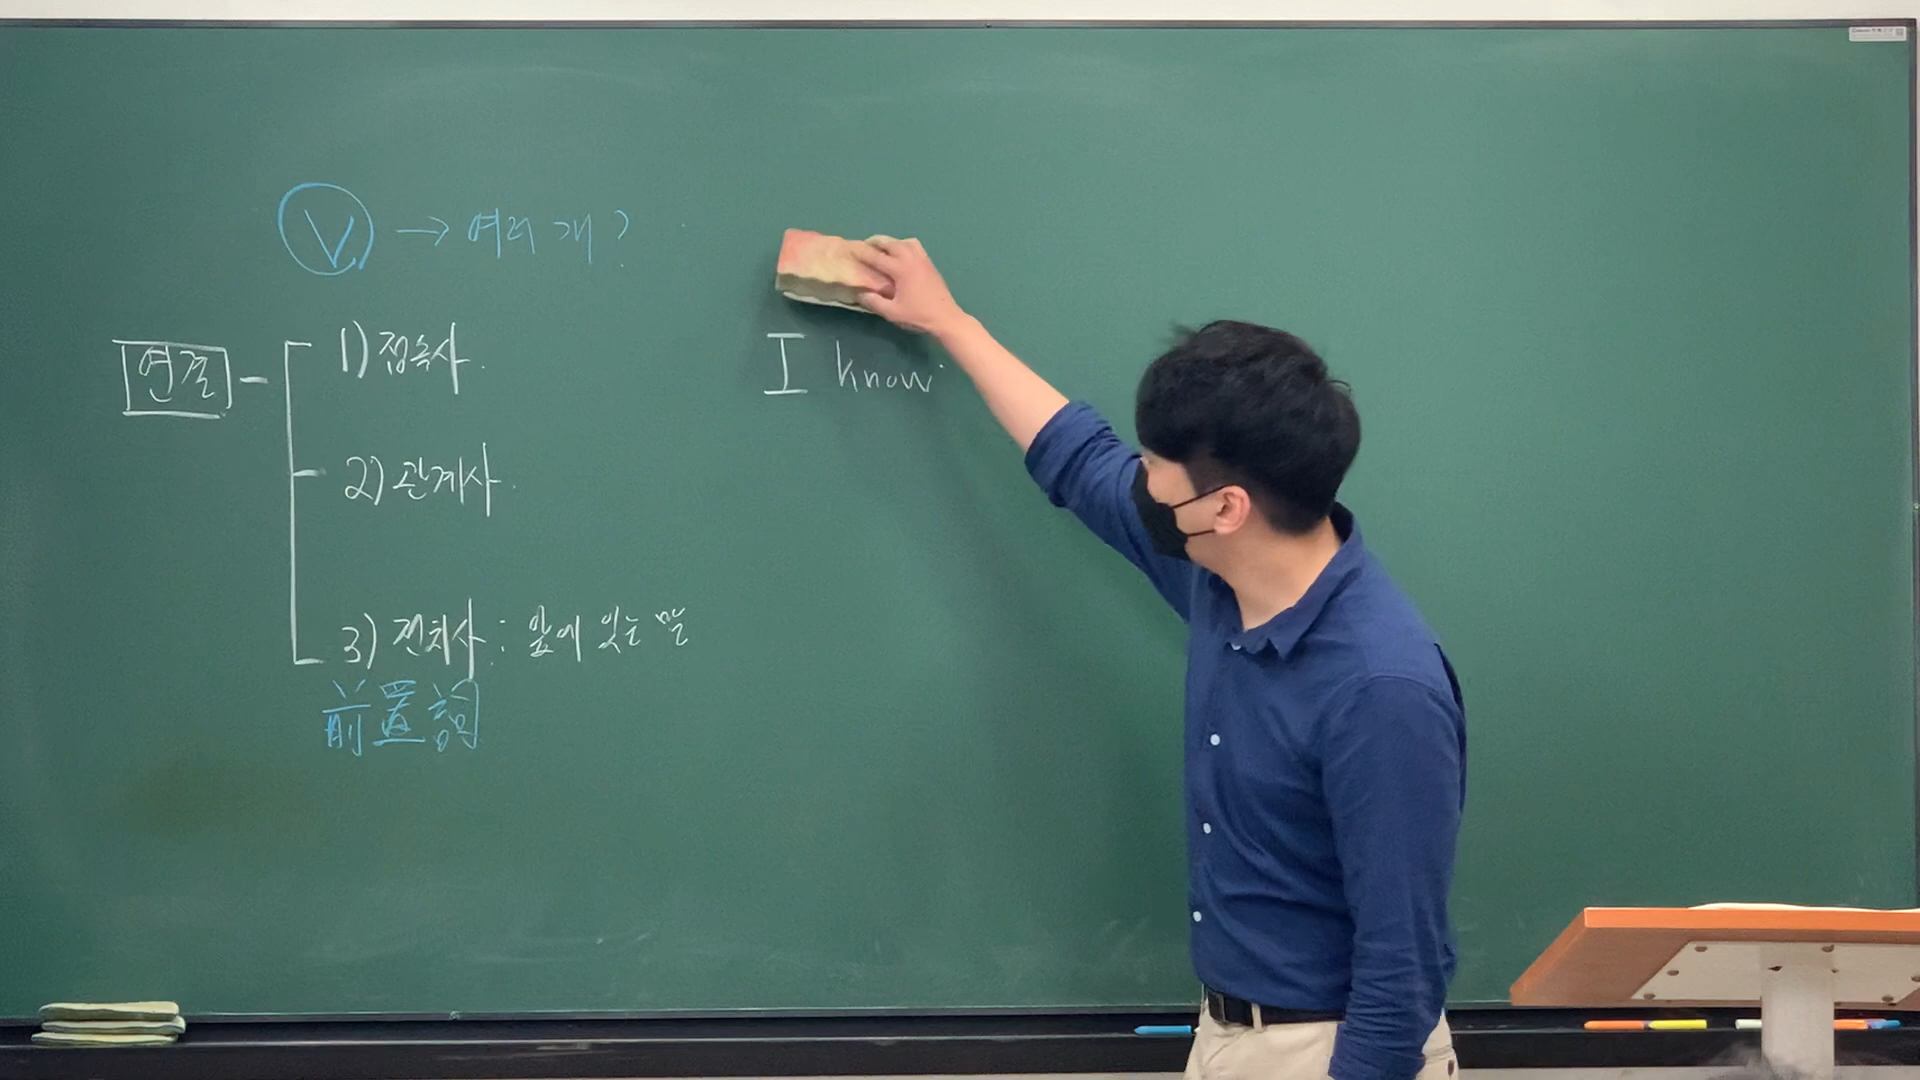 V → 여러 개?
연결
1) 접속사.
I know
2) 관계사.
3) 전치사: 앞에 있는 말
前置詞